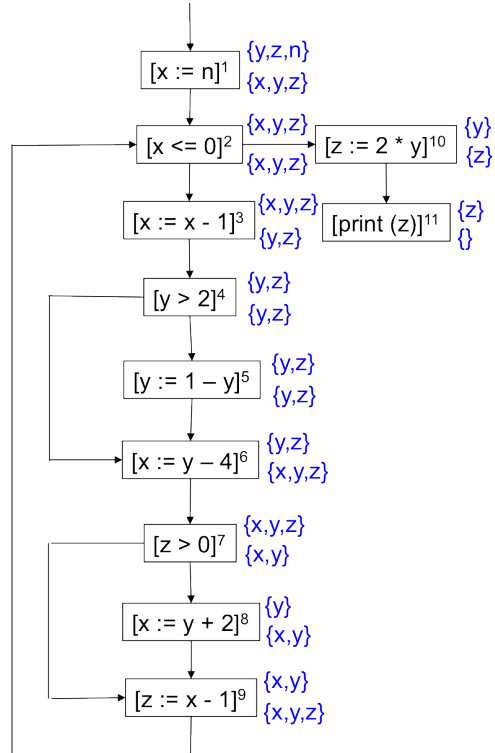 {y,z,n}
[x := n]¹
{x,y,z}
{x,y,z}
[x <= 0]²
{x,y,z}
[z := 2 * y]¹⁰
{y}
{z}
[x := x - 1]³
{x,y,z}
{y,z}
[print (z)]¹¹
{z}
{}
[y > 2]⁴
{y,z}
{y,z}
[y := 1 – y]⁵
{y,z}
{y,z}
[x := y – 4]⁶
{y,z}
{x,y,z}
[z > 0]⁷
{x,y,z}
{x,y}
[x := y + 2]⁸
{y}
{x,y}
[z := x - 1]⁹
{x,y}
{x,y,z}